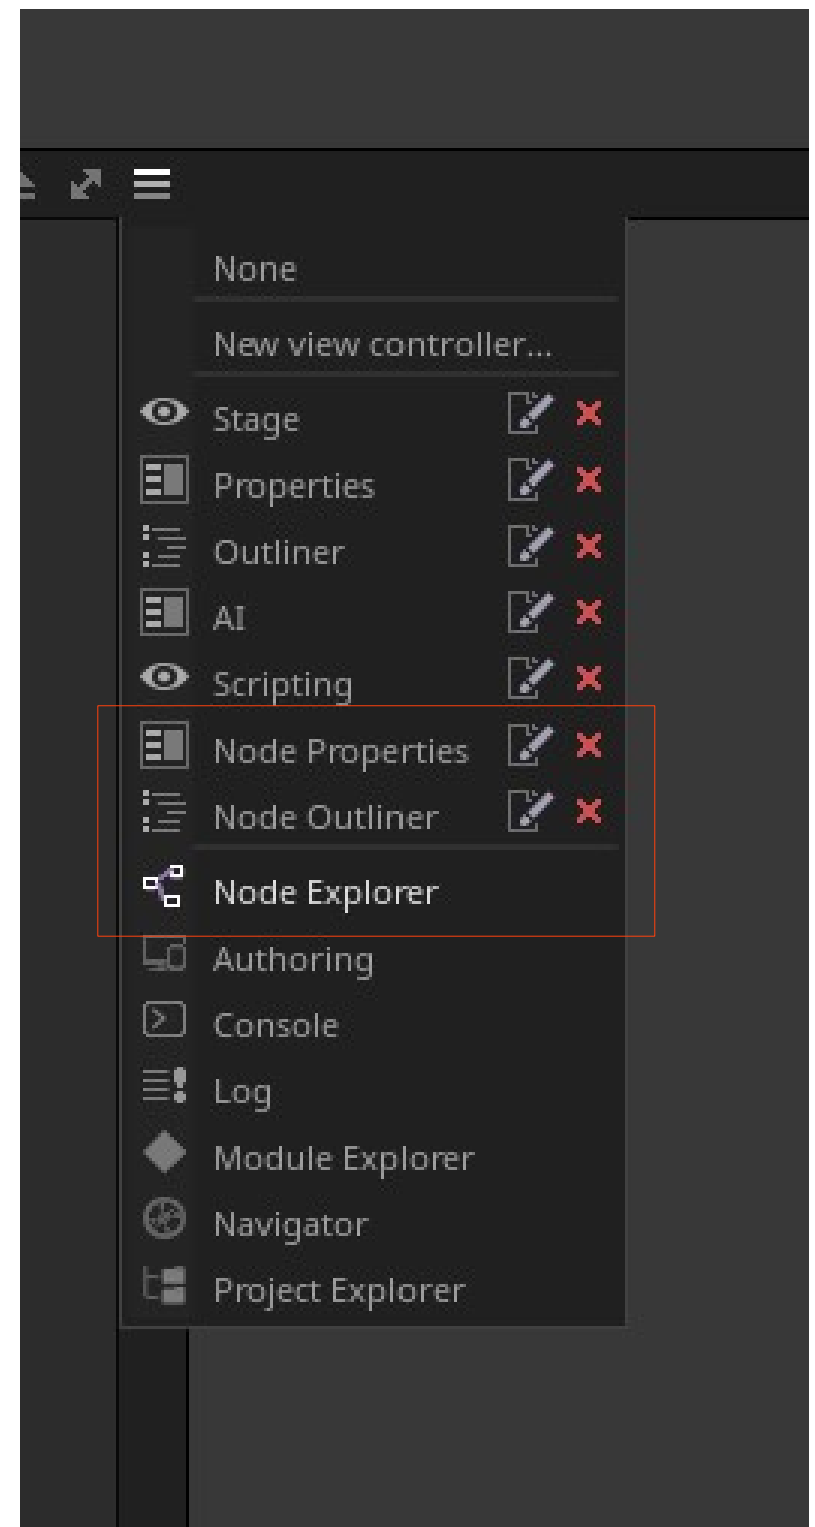 None
New view controller...
Stage
Properties
Outliner
AI
Scripting
Node Properties
Node Outliner
Node Explorer
Authoring
Console
Log
Module Explorer
Navigator
Project Explorer